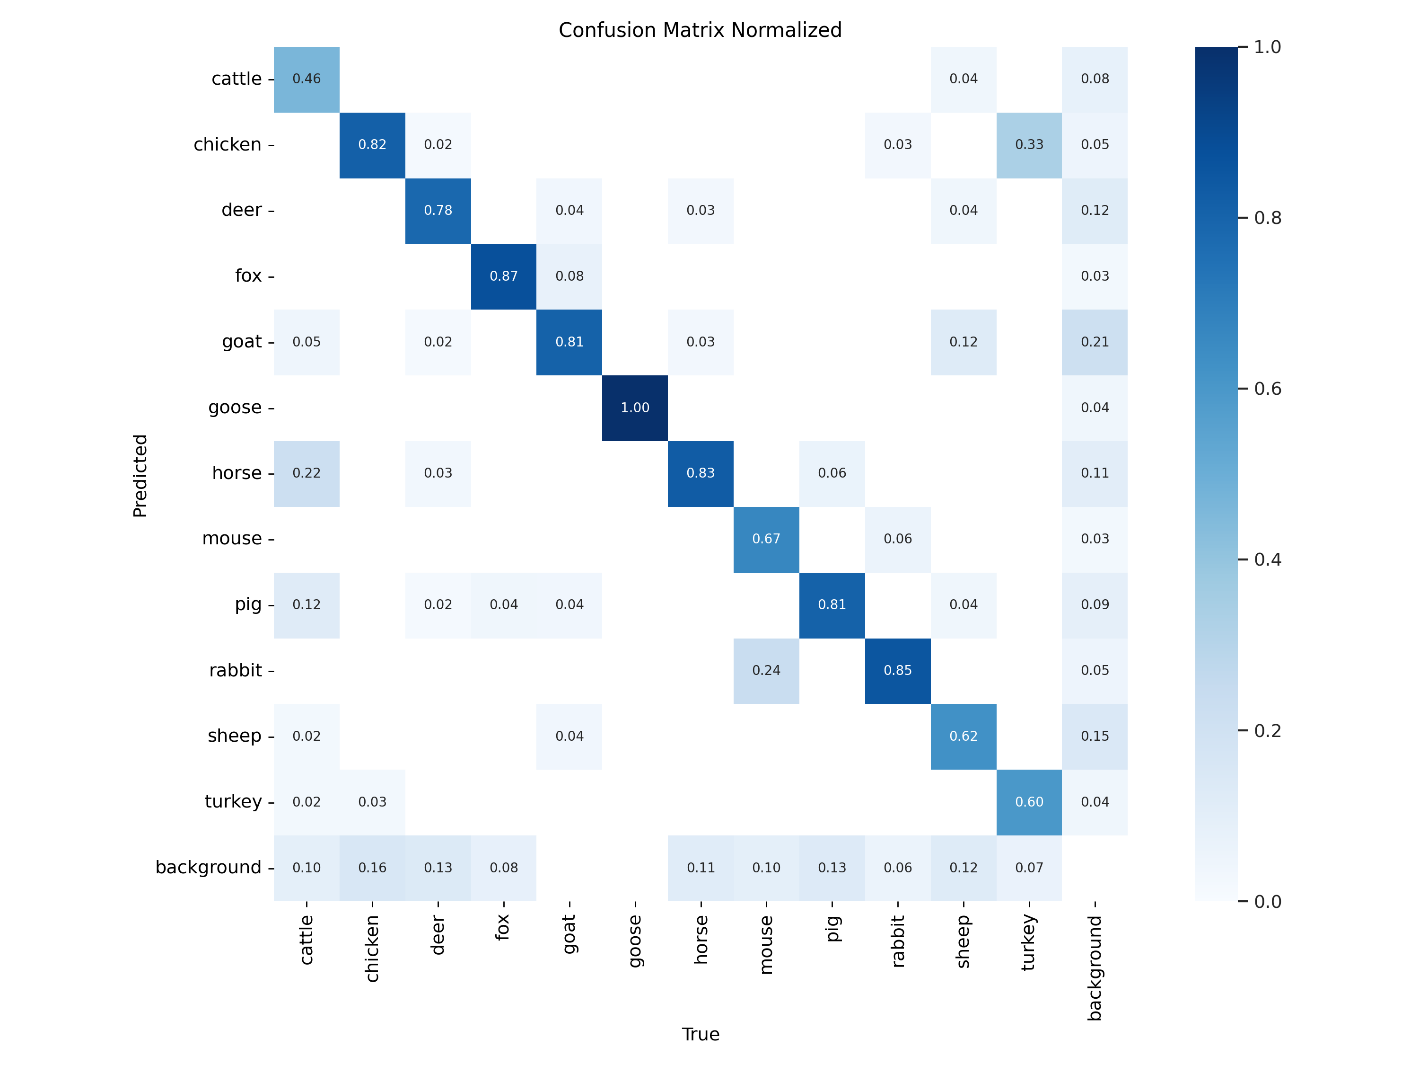 Confusion Matrix Normalized
cattle 0.46 0.04 0.08
chicken 0.82 0.02 0.03 0.33 0.05
deer 0.78 0.04 0.03 0.04 0.12
fox 0.87 0.08 0.03
goat 0.05 0.02 0.81 0.03 0.12 0.21
goose 1.00 0.04
horse 0.22 0.03 0.83 0.06 0.11
mouse 0.67 0.06 0.03
pig 0.12 0.02 0.04 0.04 0.81 0.04 0.09
rabbit 0.24 0.85 0.05
sheep 0.02 0.04 0.62 0.15
turkey 0.02 0.03 0.60 0.04
background 0.10 0.16 0.13 0.08 0.11 0.10 0.13 0.06 0.12 0.07
cattle chicken deer fox goat goose horse mouse pig rabbit sheep turkey background
True
Predicted
1.0
0.8
0.6
0.4
0.2
0.0